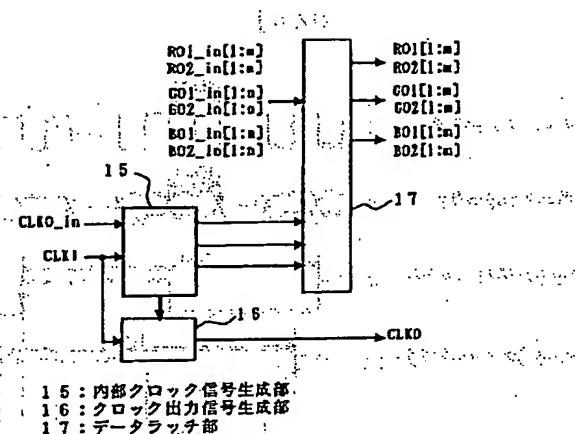 RO1_in[1:m]
RO2_in[1:m]
GO1_in[1:n]
GO2_in[1:n]
BO1_in[1:n]
BO2_in[1:n]
RO1[1:m]
RO2[1:m]
GO1[1:m]
GO2[1:m]
BO1[1:n]
BO2[1:n]
15
17
CLKO_in
CLKI
16
CLKO
15:内部クロック信号生成部
16:クロック出力信号生成部
17:データラッチ部